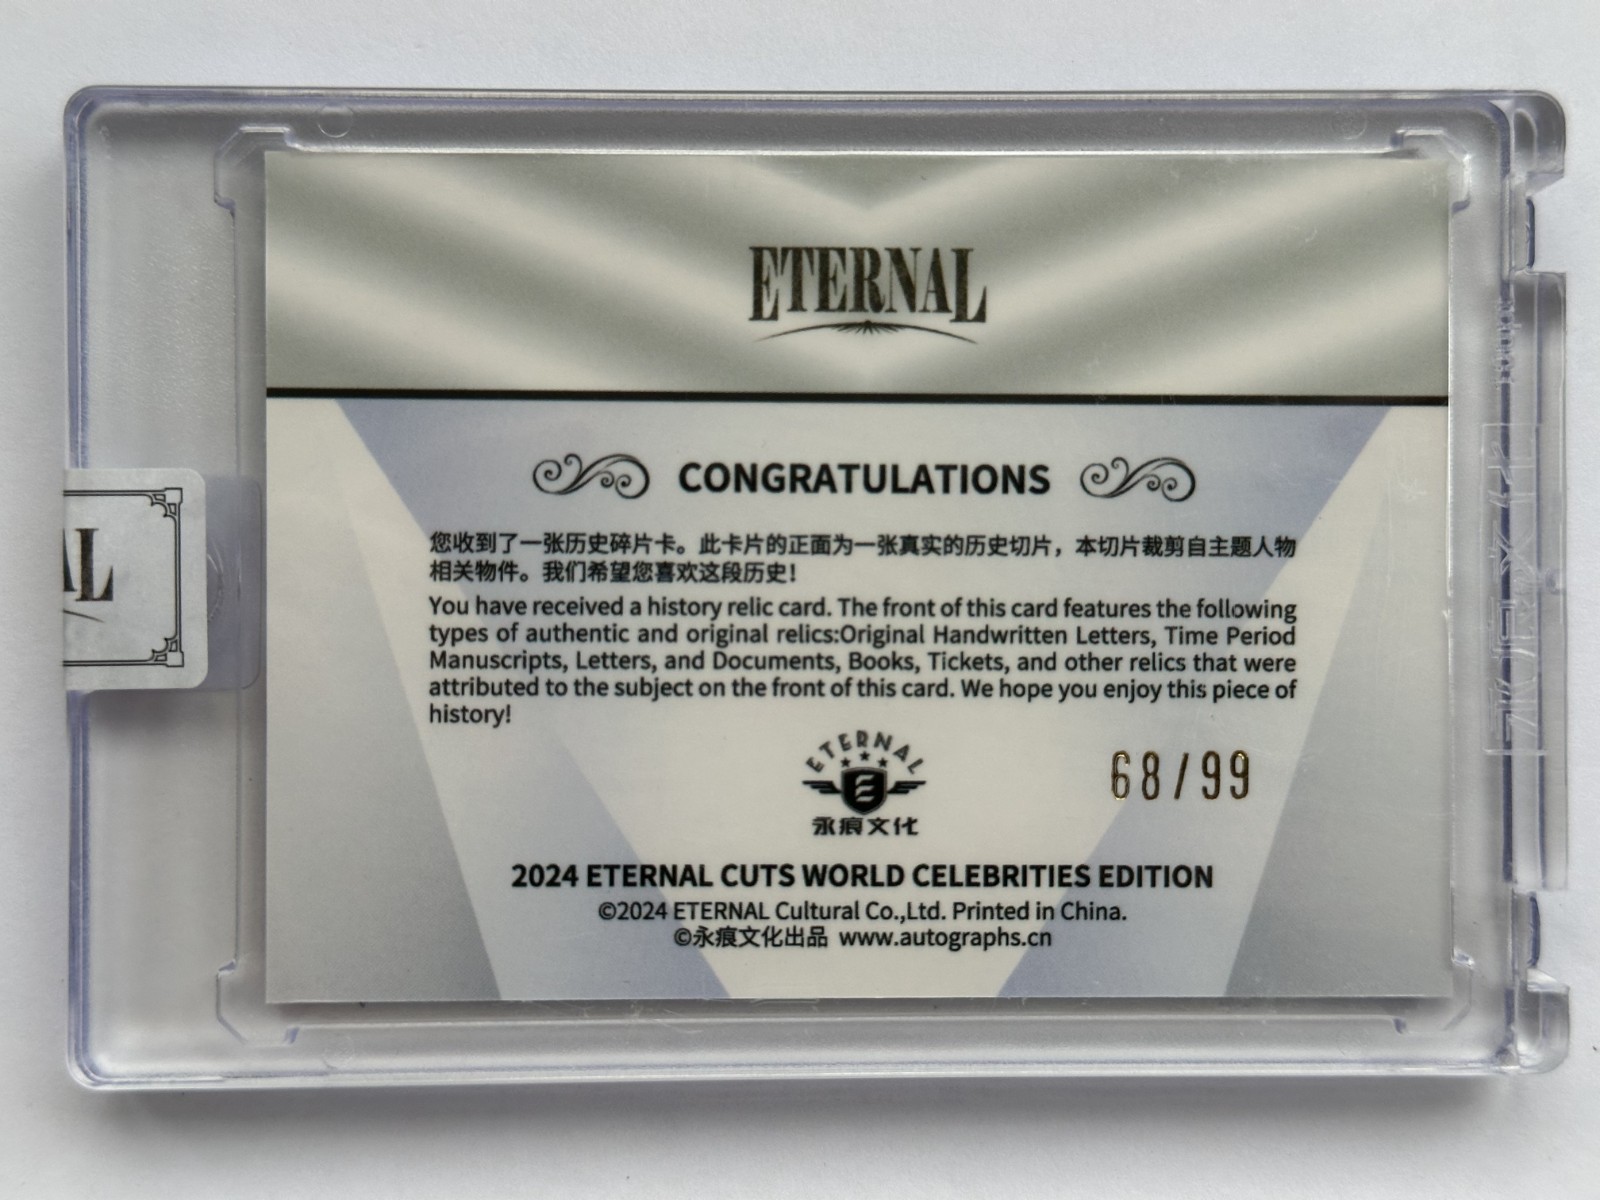 ETERNAL
CONGRATULATIONS
您收到了一张历史碎片卡。此卡片的正面为一张真实的历史切片，本切片裁剪自主题人物
相关物件。我们希望您喜欢这段历史!
You have received a history relic card. The front of this card features the following
types of authentic and original relics:Original Handwritten Letters, Time Period
Manuscripts, Letters, and Documents, Books, Tickets, and other relics that were
attributed to the subject on the front of this card. We hope you enjoy this piece of
history!
ETERNAL
永痕文化
68/99
2024 ETERNAL CUTS WORLD CELEBRITIES EDITION
©2024 ETERNAL Cultural Co.,Ltd. Printed in China.
©永痕文化出品 www.autographs.cn
AL
永痕文化